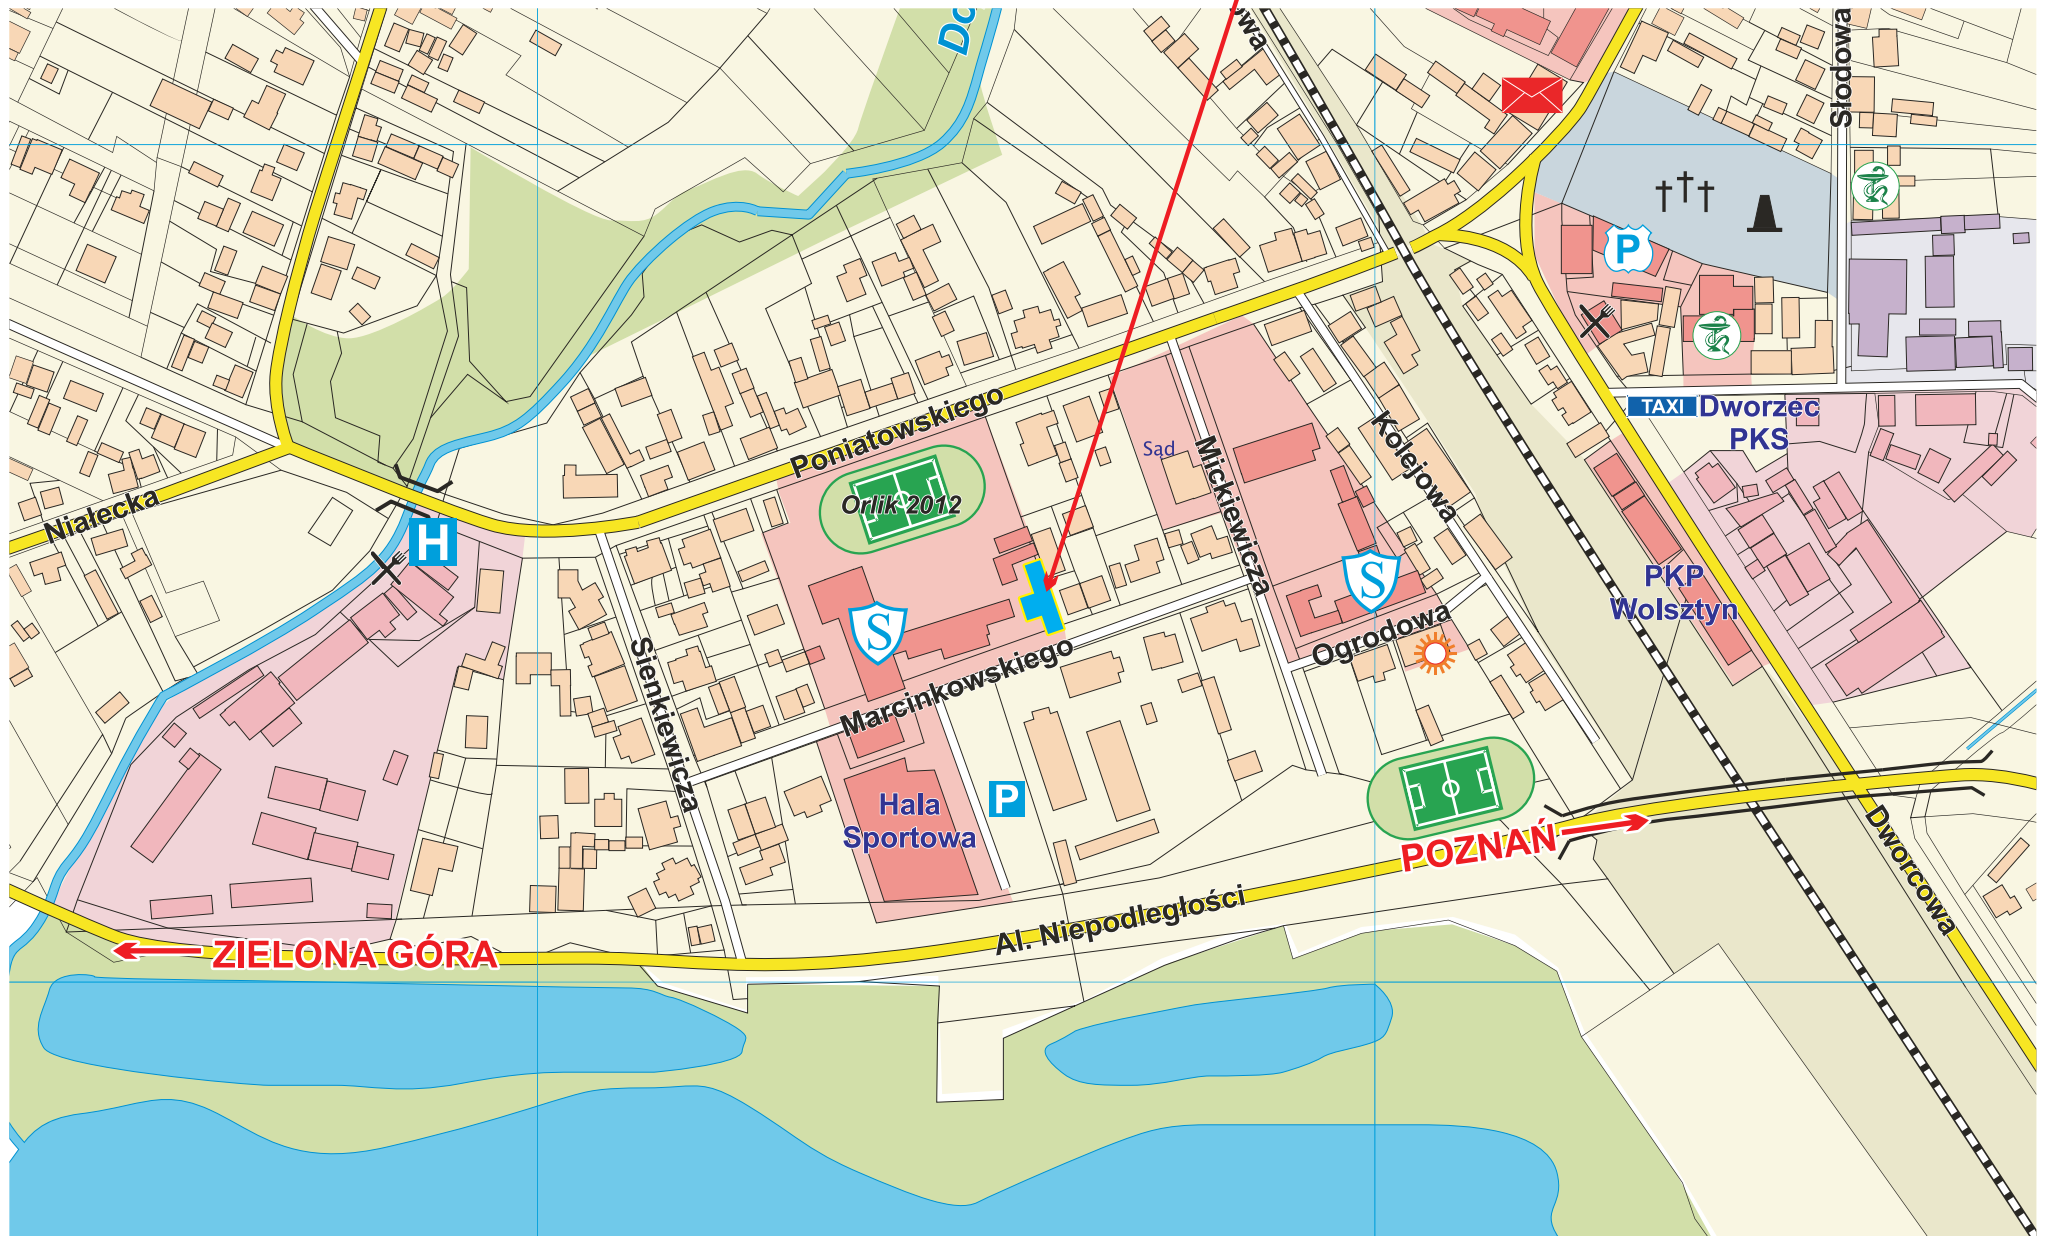 Słodowa
P
TAXI
Dworzec
PKS
Poniatowskiego
Sąd
Mickiewicza
Kolejowa
Orlik 2012
Niałecka
H
S
S
PKP
Wolsztyn
Ogrodowa
Sienkiewicza
Marcinkowskiego
P
Hala
Sportowa
POZNAŃ
Dworcowa
Al. Niepodległości
ZIELONA GÓRA